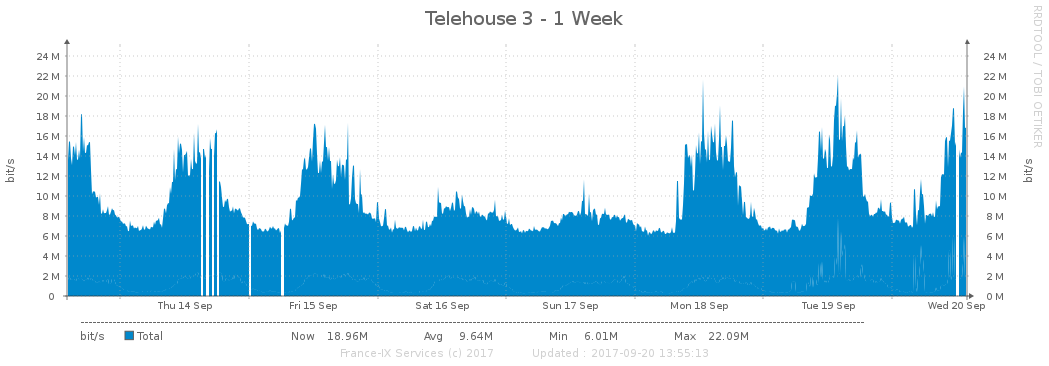 Telehouse 3 - 1 Week
RRDTOOL / TOBI OETIKER
24 M 24 M
22 M 22 M
20 M 20 M
18 M 18 M
16 M 16 M
14 M 14 M
12 M 12 M
10 M 10 M
8 M 8 M
6 M 6 M
4 M 4 M
2 M 2 M
0 0 M
bit/s
bit/s
Thu 14 Sep Fri 15 Sep Sat 16 Sep Sun 17 Sep Mon 18 Sep Tue 19 Sep Wed 20 Sep
bit/s Total Now 18.96M Avg 9.64M Min 6.01M Max 22.09M
France-IX Services (c) 2017 Updated : 2017-09-20 13:55:13